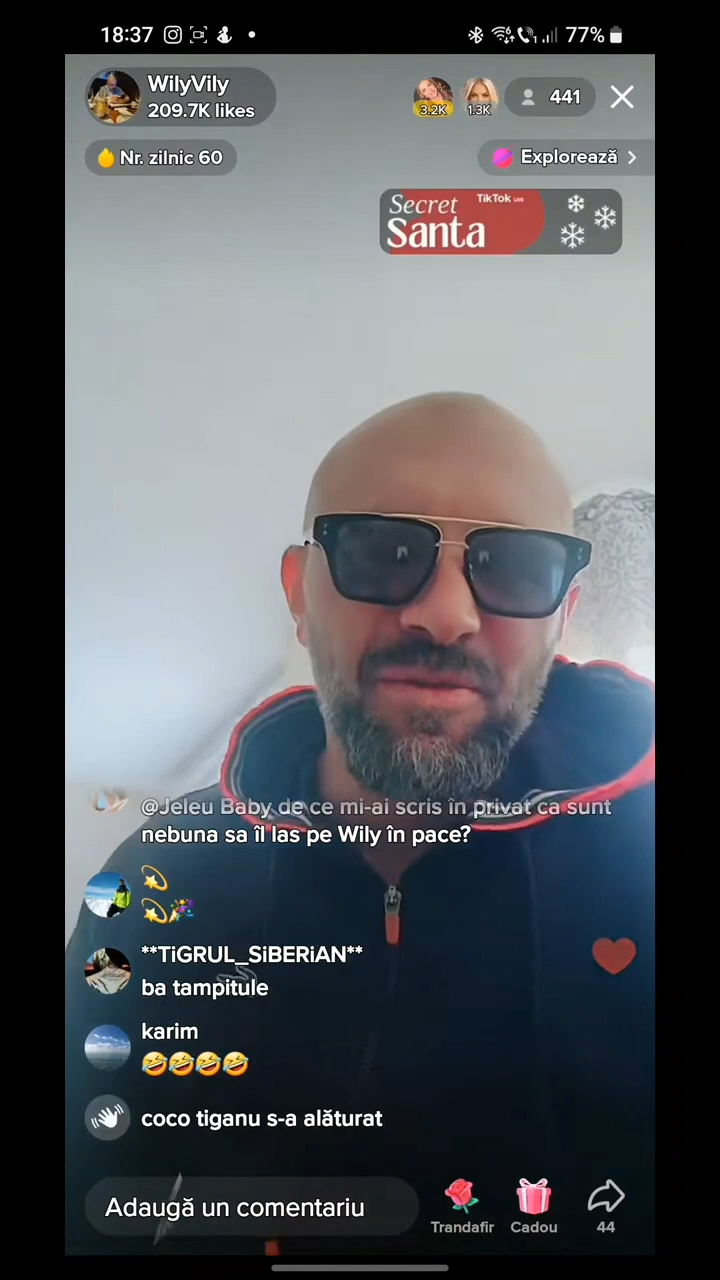 18:37
77%
WilyVily
209.7K likes
3.2K
1.3K
441
Nr. zilnic 60
Explorează
Secret
TikTok LIVE
Santa
@Jeleu Baby de ce mi-ai scris în privat ca sunt
nebuna sa îl las pe Wily în pace?
**TiGRUL_SiBERiAN**
ba tampitule
karim
🤣🤣🤣🤣
coco tiganu s-a alăturat
Adaugă un comentariu
Trandafir
Cadou
44